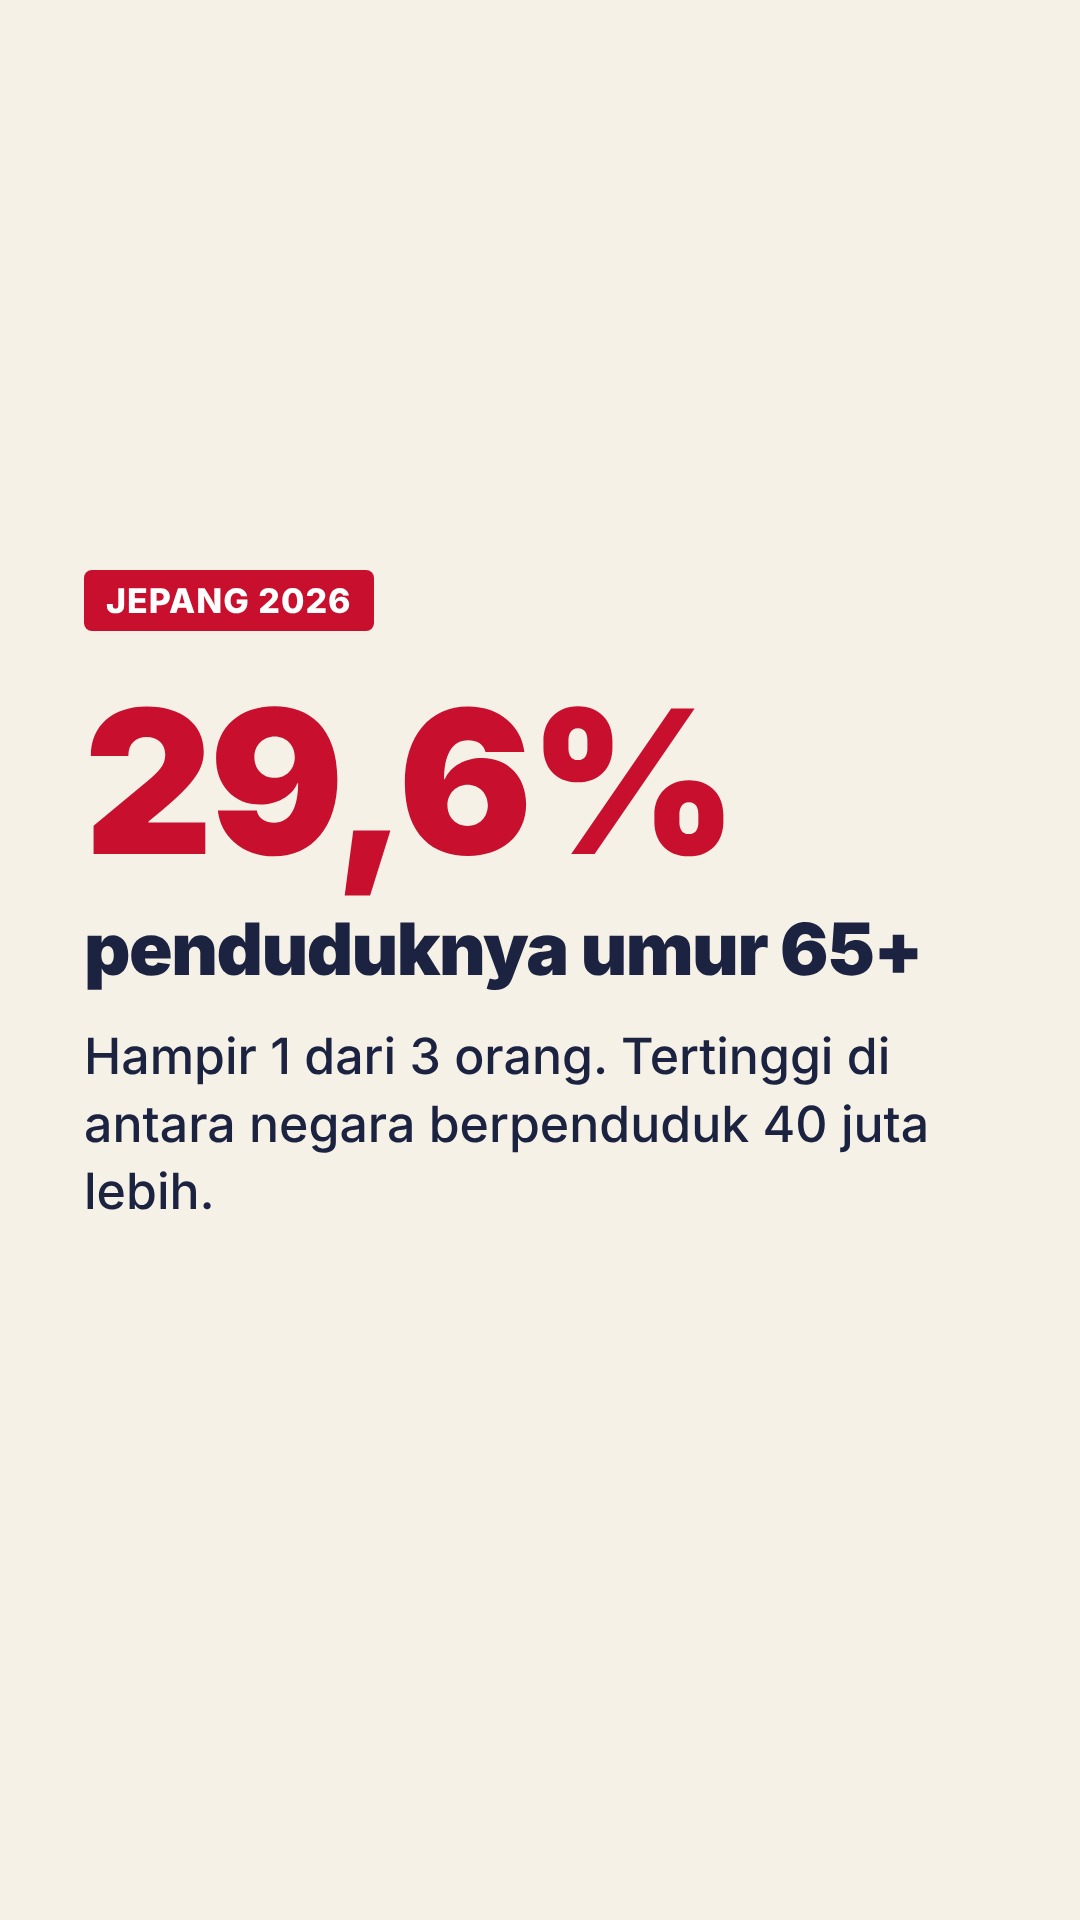 JEPANG 2026
29,6%
penduduknya umur 65+
Hampir 1 dari 3 orang. Tertinggi di
antara negara berpenduduk 40 juta
lebih.